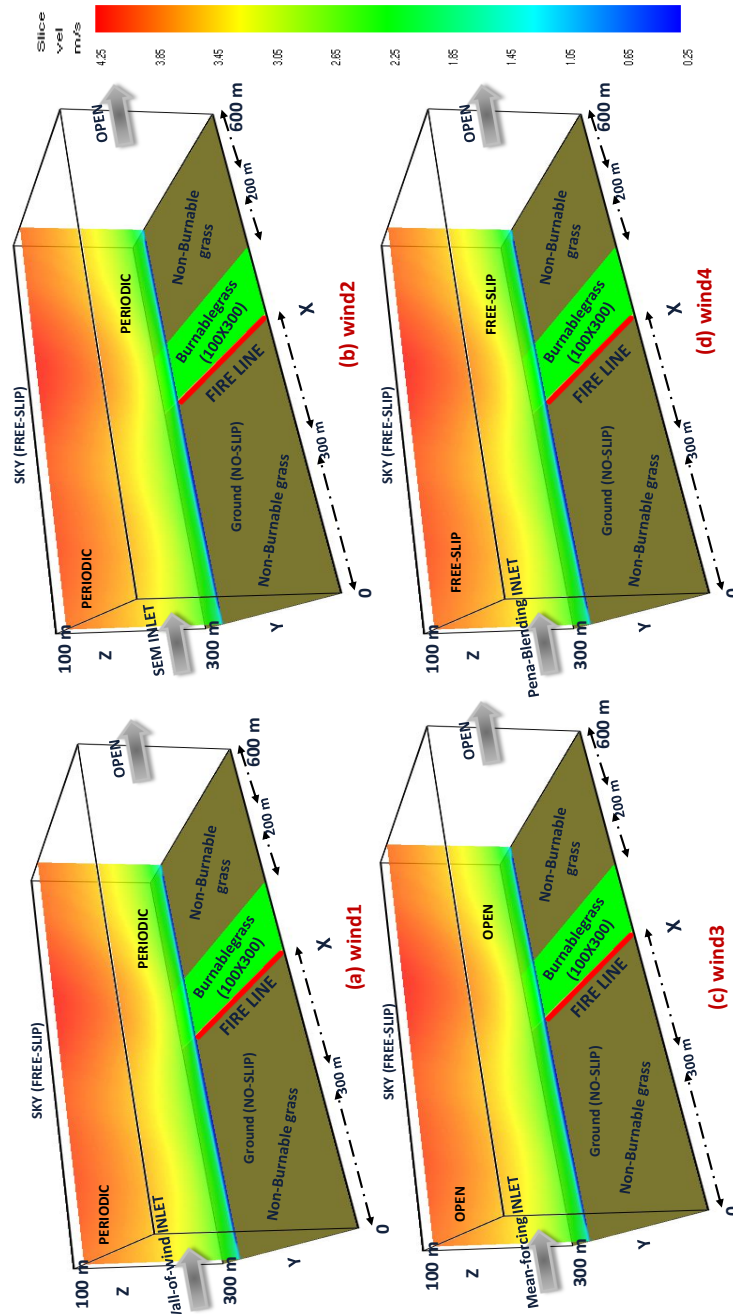 SKY (FREE-SLIP)
100 m
PERIODIC
Z
OPEN
Wall-of-wind INLET
PERIODIC
300 m
Non-Burnable
grass
Y
Ground (NO-SLIP)
Burnablegrass
(100X300)
Non-Burnable grass
FIRE LINE
600 m
200 m
0
300 m
X
(a) wind1
SKY (FREE-SLIP)
100 m
PERIODIC
Z
OPEN
SEM INLET
PERIODIC
300 m
Non-Burnable
grass
Y
Ground (NO-SLIP)
Burnablegrass
(100X300)
Non-Burnable grass
FIRE LINE
600 m
200 m
0
300 m
X
(b) wind2
SKY (FREE-SLIP)
100 m
OPEN
Z
OPEN
Mean-forcing INLET
OPEN
300 m
Non-Burnable
grass
Y
Ground (NO-SLIP)
Burnablegrass
(100X300)
Non-Burnable grass
FIRE LINE
600 m
200 m
0
300 m
X
(c) wind3
SKY (FREE-SLIP)
100 m
FREE-SLIP
Z
OPEN
Pena-Blending INLET
FREE-SLIP
300 m
Non-Burnable
grass
Y
Ground (NO-SLIP)
Burnablegrass
(100X300)
Non-Burnable grass
FIRE LINE
600 m
200 m
0
300 m
X
(d) wind4
Slice
vel
m/s
4.25
3.85
3.45
3.05
2.65
2.25
1.85
1.45
1.05
0.65
0.25